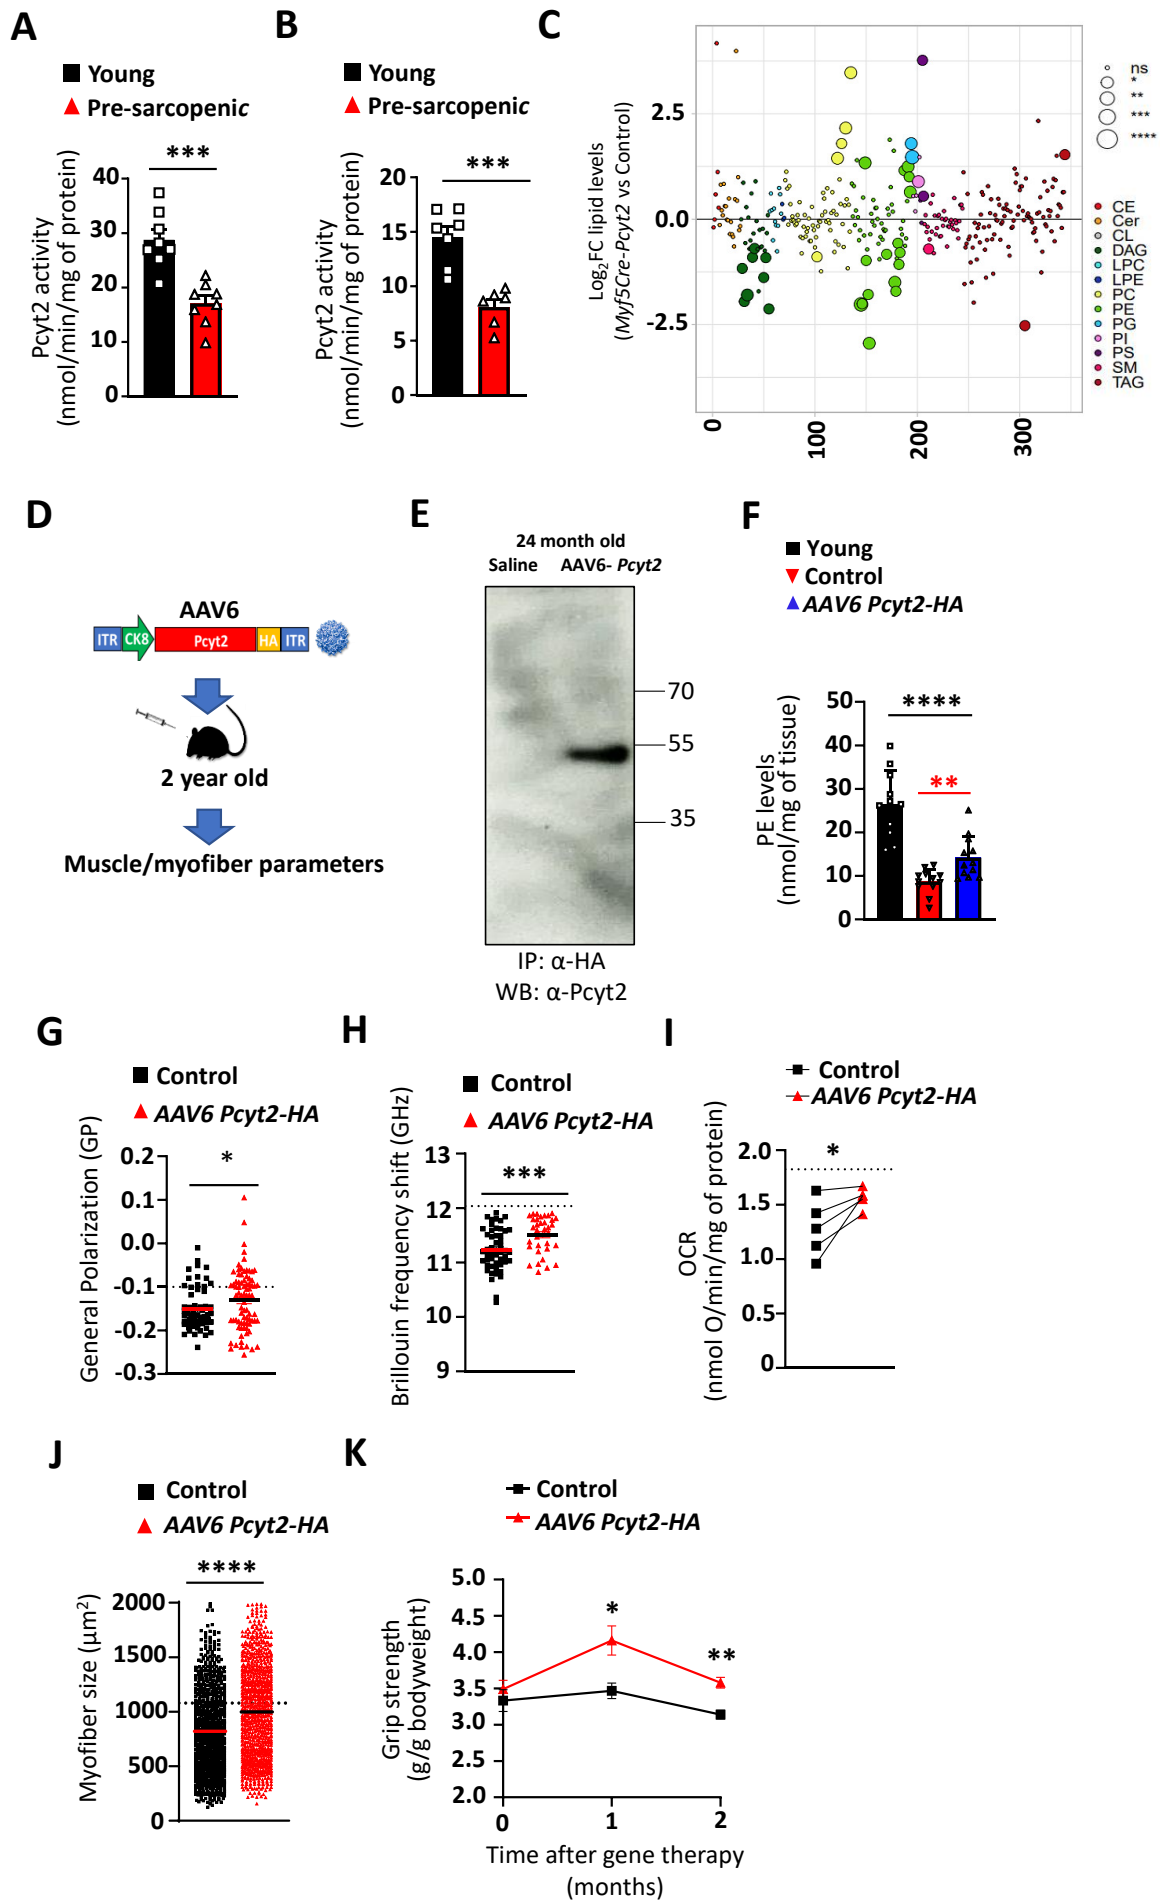 A
Young
Pre-sarcopenic
***
Pcyt2 activity
(nmol/min/mg of protein)
40
30
20
10
0
B
Young
Pre-sarcopenic
***
Pcyt2 activity
(nmol/min/mg of protein)
20
15
10
5
0
C
Log2FC lipid levels
(Myf5Cre-Pcyt2 vs Control)
2.5
0.0
-2.5
0
100
200
300
ns
*
**
***
****
CE
Cer
CL
DAG
LPC
LPE
PC
PE
PG
PI
PS
SM
TAG
D
AAV6
ITR CK8 Pcyt2 HA ITR
2 year old
Muscle/myofiber parameters
E
24 month old
Saline AAV6- Pcyt2
70
55
35
IP: α-HA
WB: α-Pcyt2
F
Young
Control
AAV6 Pcyt2-HA
****
**
PE levels
(nmol/mg of tissue)
50
40
30
20
10
0
G
Control
AAV6 Pcyt2-HA
*
General Polarization (GP)
0.2
0.1
0.0
-0.1
-0.2
-0.3
H
Control
AAV6 Pcyt2-HA
***
Brillouin frequency shift (GHz)
13
12
11
10
9
I
Control
AAV6 Pcyt2-HA
*
OCR
(nmol O/min/mg of protein)
2.0
1.5
1.0
0.5
0
J
Control
AAV6 Pcyt2-HA
****
Myofiber size (µm²)
2000
1500
1000
500
0
K
Control
AAV6 Pcyt2-HA
*
**
Grip strength
(g/g bodyweight)
5.0
4.5
4.0
3.5
3.0
2.5
2.0
0
1
2
Time after gene therapy
(months)